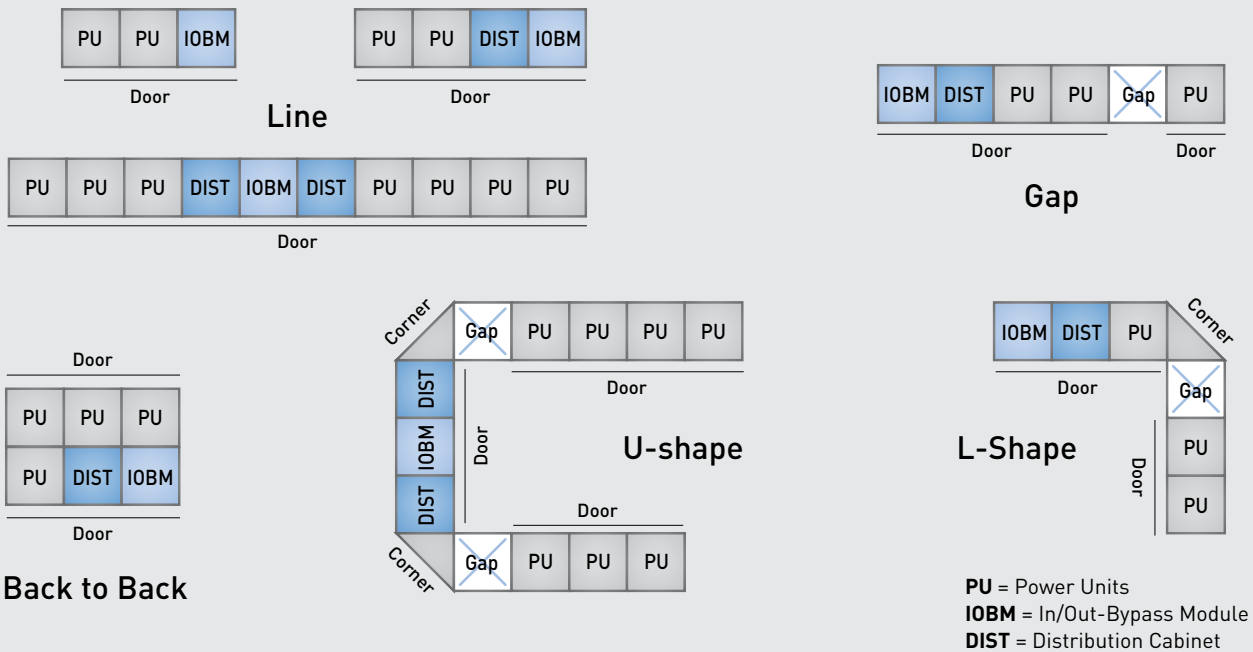 PU PU IOBM
Door
PU PU DIST IOBM
Door
Line
PU PU PU DIST IOBM DIST PU PU PU PU
Door
IOBM DIST PU PU Gap PU
Door Door
Gap
Door
PU PU PU
PU DIST IOBM
Door
Back to Back
Corner
Gap PU PU PU PU
Door
DIST
IOBM
DIST
Door
U-shape
Door
Corner
Gap PU PU PU
IOBM DIST PU
Corner
Door
Gap
L-Shape
PU
Door
PU
PU = Power Units
IOBM = In/Out-Bypass Module
DIST = Distribution Cabinet